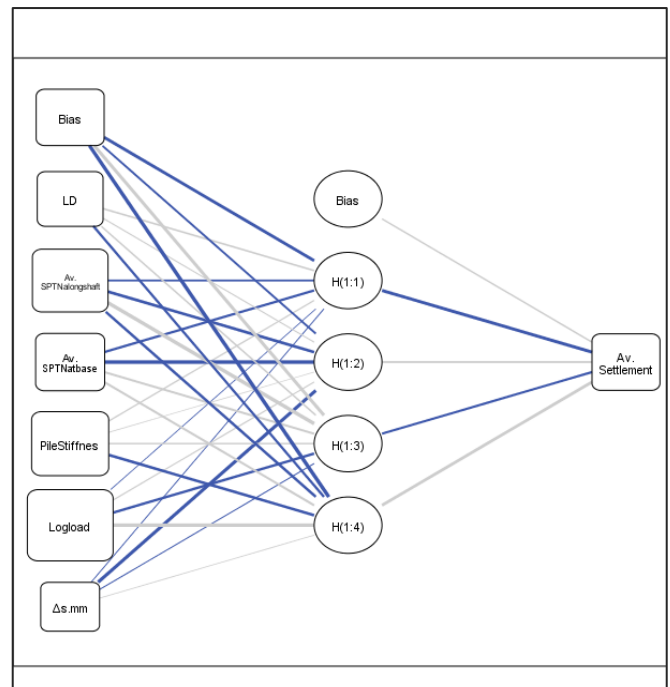 Bias
LD
Av.
SPTNalongshaft
Av.
SPTNatbase
PileStiffnes
Logload
Δs.mm
Bias
H(1:1)
H(1:2)
H(1:3)
H(1:4)
Av.
Settlement